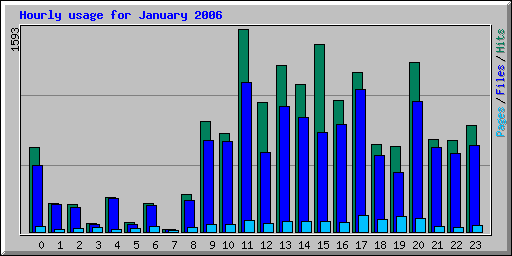 Hourly usage for January 2006
1593
Pages/Files/Hits
0 1 2 3 4 5 6 7 8 9 10 11 12 13 14 15 16 17 18 19 20 21 22 23